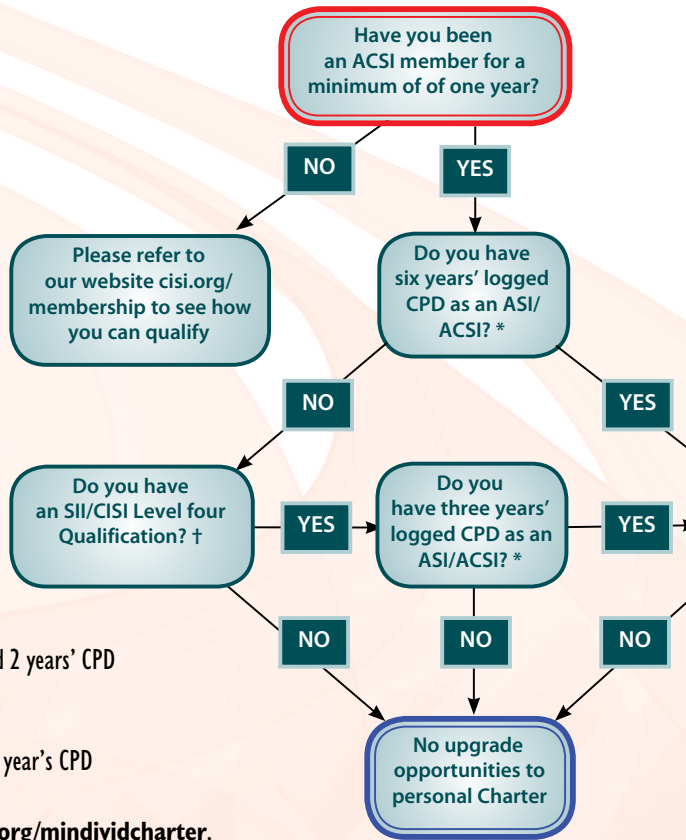 Have you been
an ACSI member for a
minimum of of one year?
NO
YES
Please refer to
our website cisi.org/
membership to see how
you can qualify
Do you have
six years' logged
CPD as an ASI/
ACSI? *
NO
YES
Do you have
an SII/CISI Level four
Qualification? †
YES
Do you
have three years'
logged CPD as an
ASI/ACSI? *
YES
NO
NO
NO
2 years' CPD
year's CPD
org/mindividcharter.
No upgrade
opportunities to
personal Charter